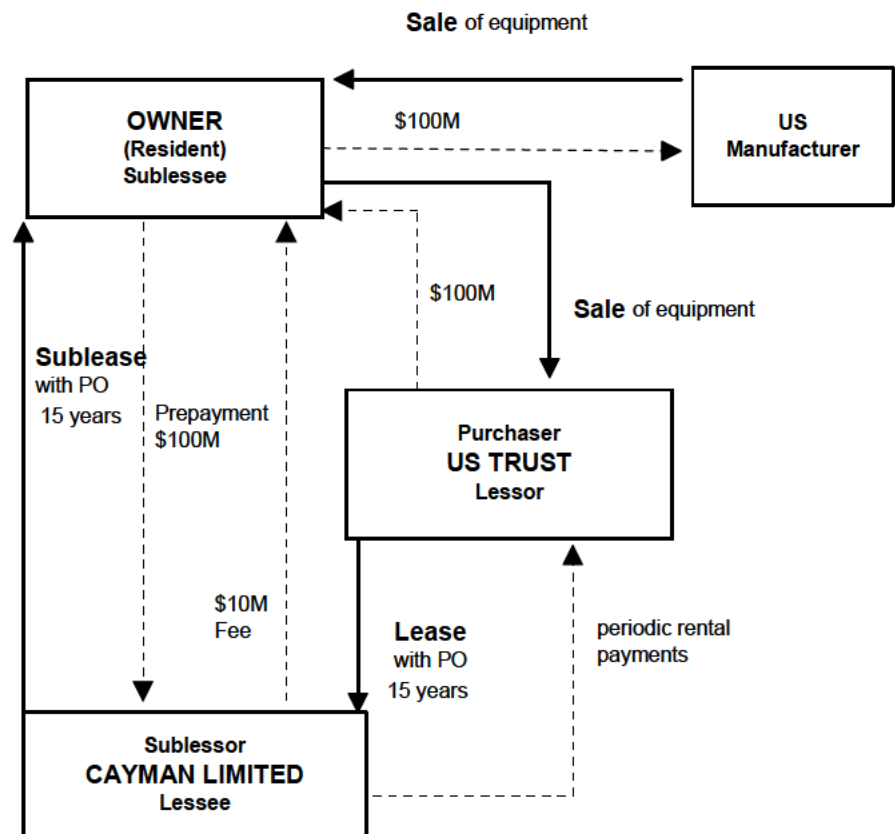 Sale of equipment
OWNER
(Resident)
Sublessee
$100M
US
Manufacturer
$100M
Sale of equipment
Sublease
with PO
15 years
Prepayment
$100M
Purchaser
US TRUST
Lessor
$10M
Fee
Lease
with PO
15 years
periodic rental
payments
Sublessor
CAYMAN LIMITED
Lessee